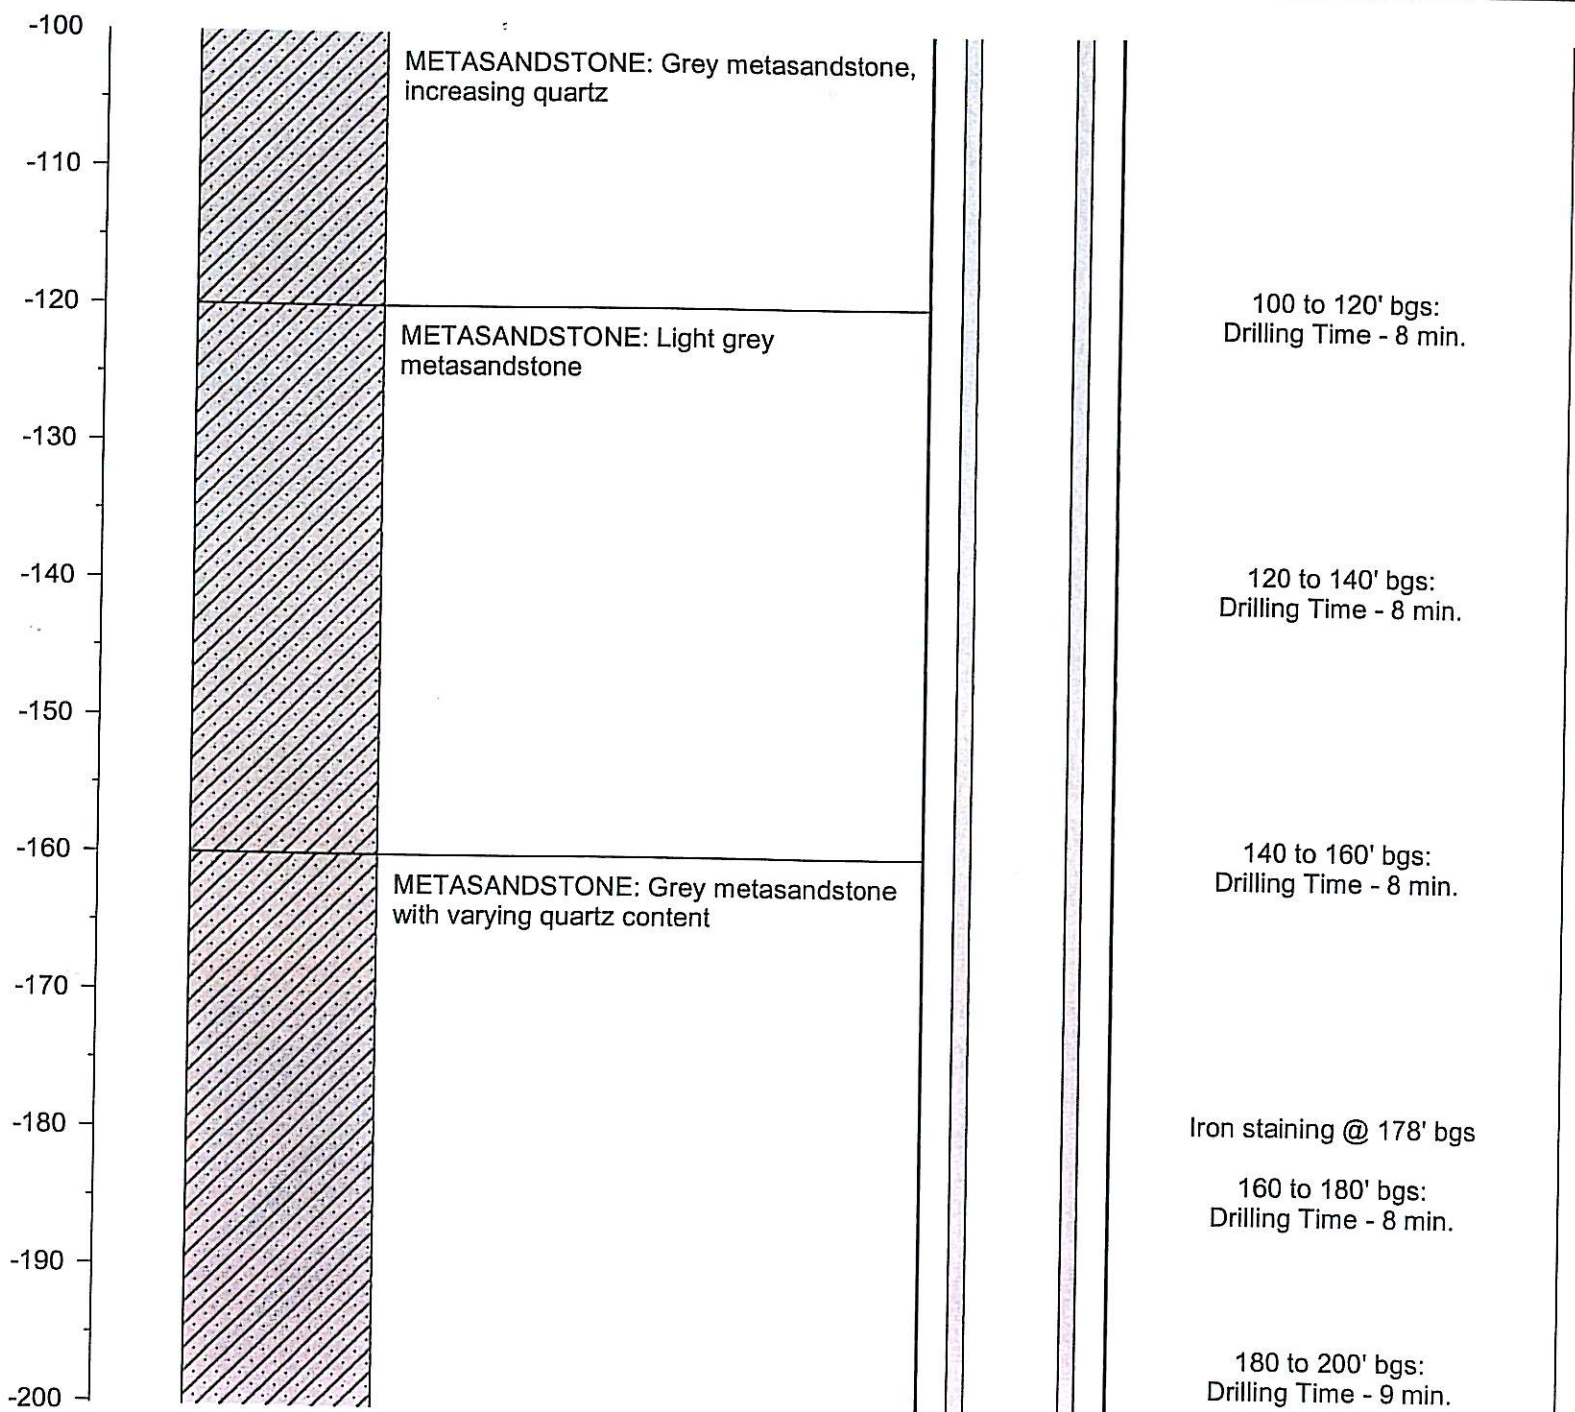 -100
METASANDSTONE: Grey metasandstone,
increasing quartz
-110
-120
100 to 120' bgs:
Drilling Time - 8 min.
METASANDSTONE: Light grey
metasandstone
-130
-140
120 to 140' bgs:
Drilling Time - 8 min.
-150
-160
140 to 160' bgs:
Drilling Time - 8 min.
METASANDSTONE: Grey metasandstone
with varying quartz content
-170
-180
Iron staining @ 178' bgs
160 to 180' bgs:
Drilling Time - 8 min.
-190
180 to 200' bgs:
Drilling Time - 9 min.
-200